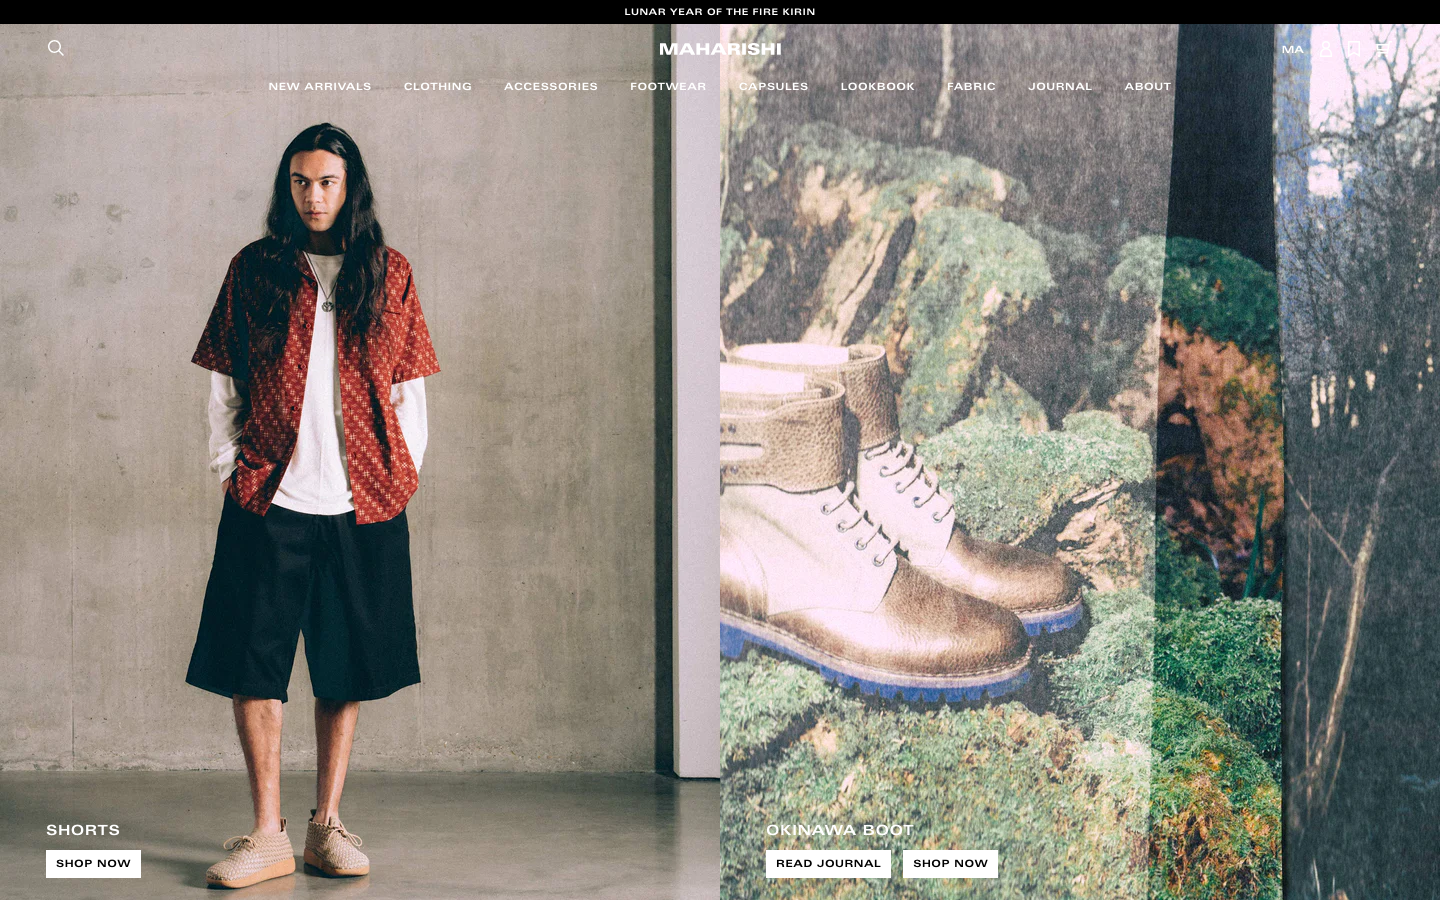 LUNAR YEAR OF THE FIRE KIRIN
MAHARISHI
MA
NEW ARRIVALS CLOTHING ACCESSORIES FOOTWEAR CAPSULES LOOKBOOK FABRIC JOURNAL ABOUT
SHORTS
SHOP NOW
OKINAWA BOOT
READ JOURNAL SHOP NOW